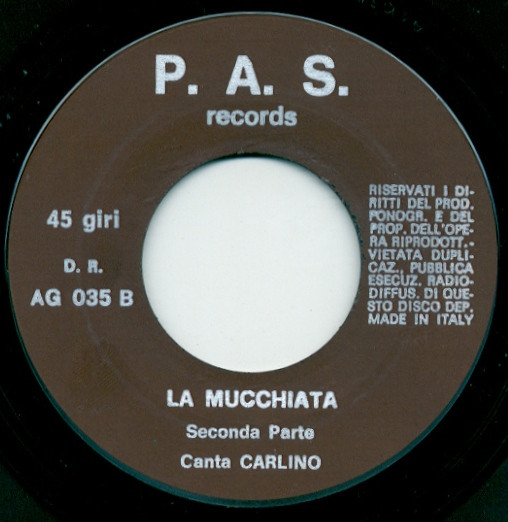 P. A. S.
records
45 giri
D. R.
AG 035 B
RISERVATI I DI-
RITTI DEL PROD.
FONOGR. E DEL
PROP. DELL'OPE-
RA RIPRODOTT.-
VIETATA DUPLI-
CAZ., PUBBLICA
ESECUZ. RADIO-
DIFFUS. DI QUE-
STO DISCO DEP.
MADE IN ITALY
LA MUCCHIATA
Seconda Parte
Canta CARLINO